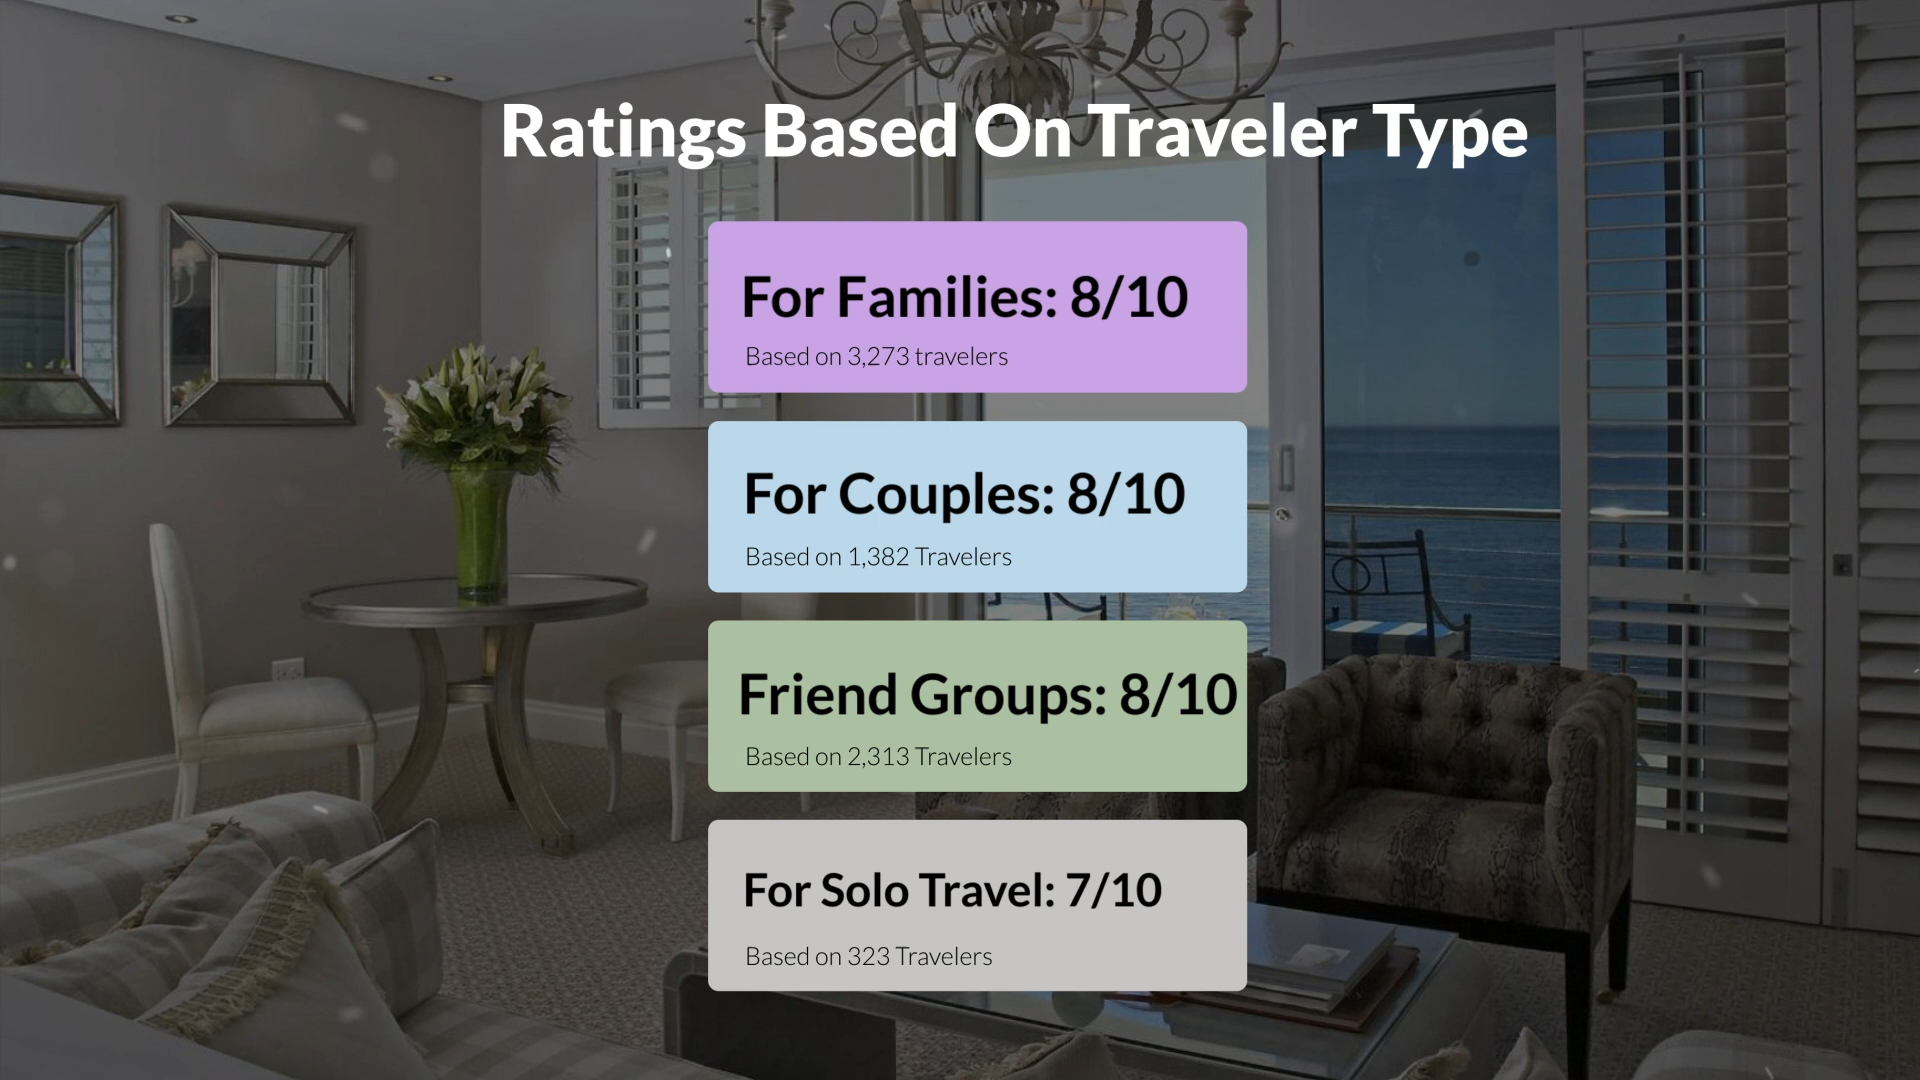 Ratings Based On Traveler Type
For Families: 8/10
Based on 3,273 travelers
For Couples: 8/10
Based on 1,382 Travelers
Friend Groups: 8/10
Based on 2,313 Travelers
For Solo Travel: 7/10
Based on 323 Travelers